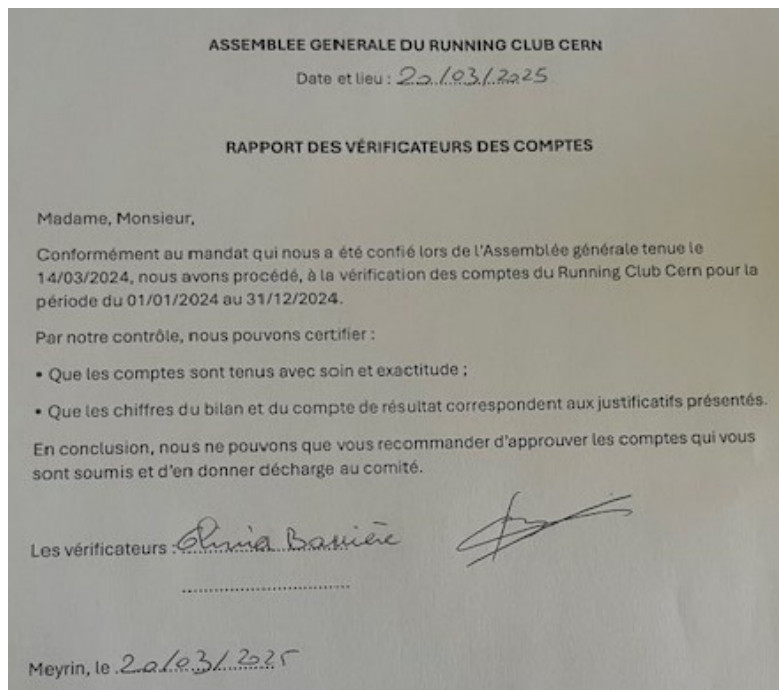 ASSEMBLEE GENERALE DU RUNNING CLUB CERN
Date et lieu : 20/03/2025
RAPPORT DES VÉRIFICATEURS DES COMPTES
Madame, Monsieur,
Conformément au mandat qui nous a été confié lors de l'Assemblée générale tenue le
14/03/2024, nous avons procédé, à la vérification des comptes du Running Club Cern pour la
période du 01/01/2024 au 31/12/2024.
Par notre contrôle, nous pouvons certifier :
• Que les comptes sont tenus avec soin et exactitude ;
• Que les chiffres du bilan et du compte de résultat correspondent aux justificatifs présentés.
En conclusion, nous ne pouvons que vous recommander d'approuver les comptes qui vous
sont soumis et d'en donner décharge au comité.
Les vérificateurs :
Meyrin, le 20/03/2025